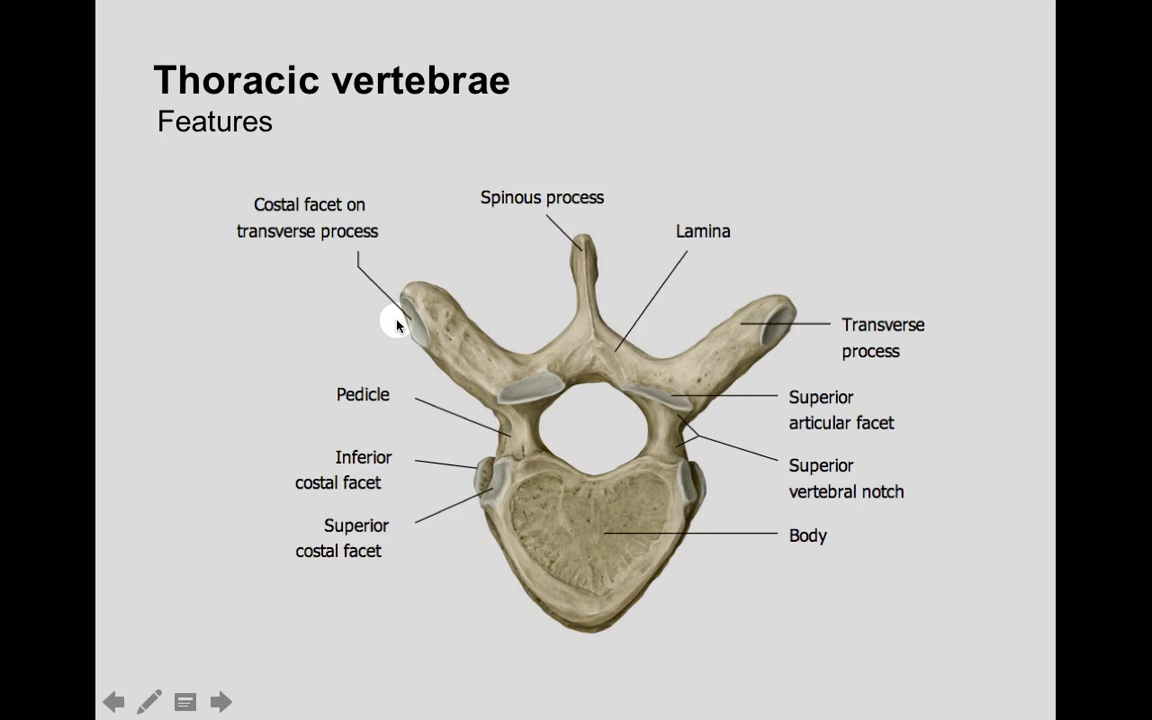 Thoracic vertebrae
Features
Costal facet on
transverse process
Spinous process
Lamina
Transverse
process
Pedicle
Superior
articular facet
Inferior
costal facet
Superior
vertebral notch
Superior
costal facet
Body